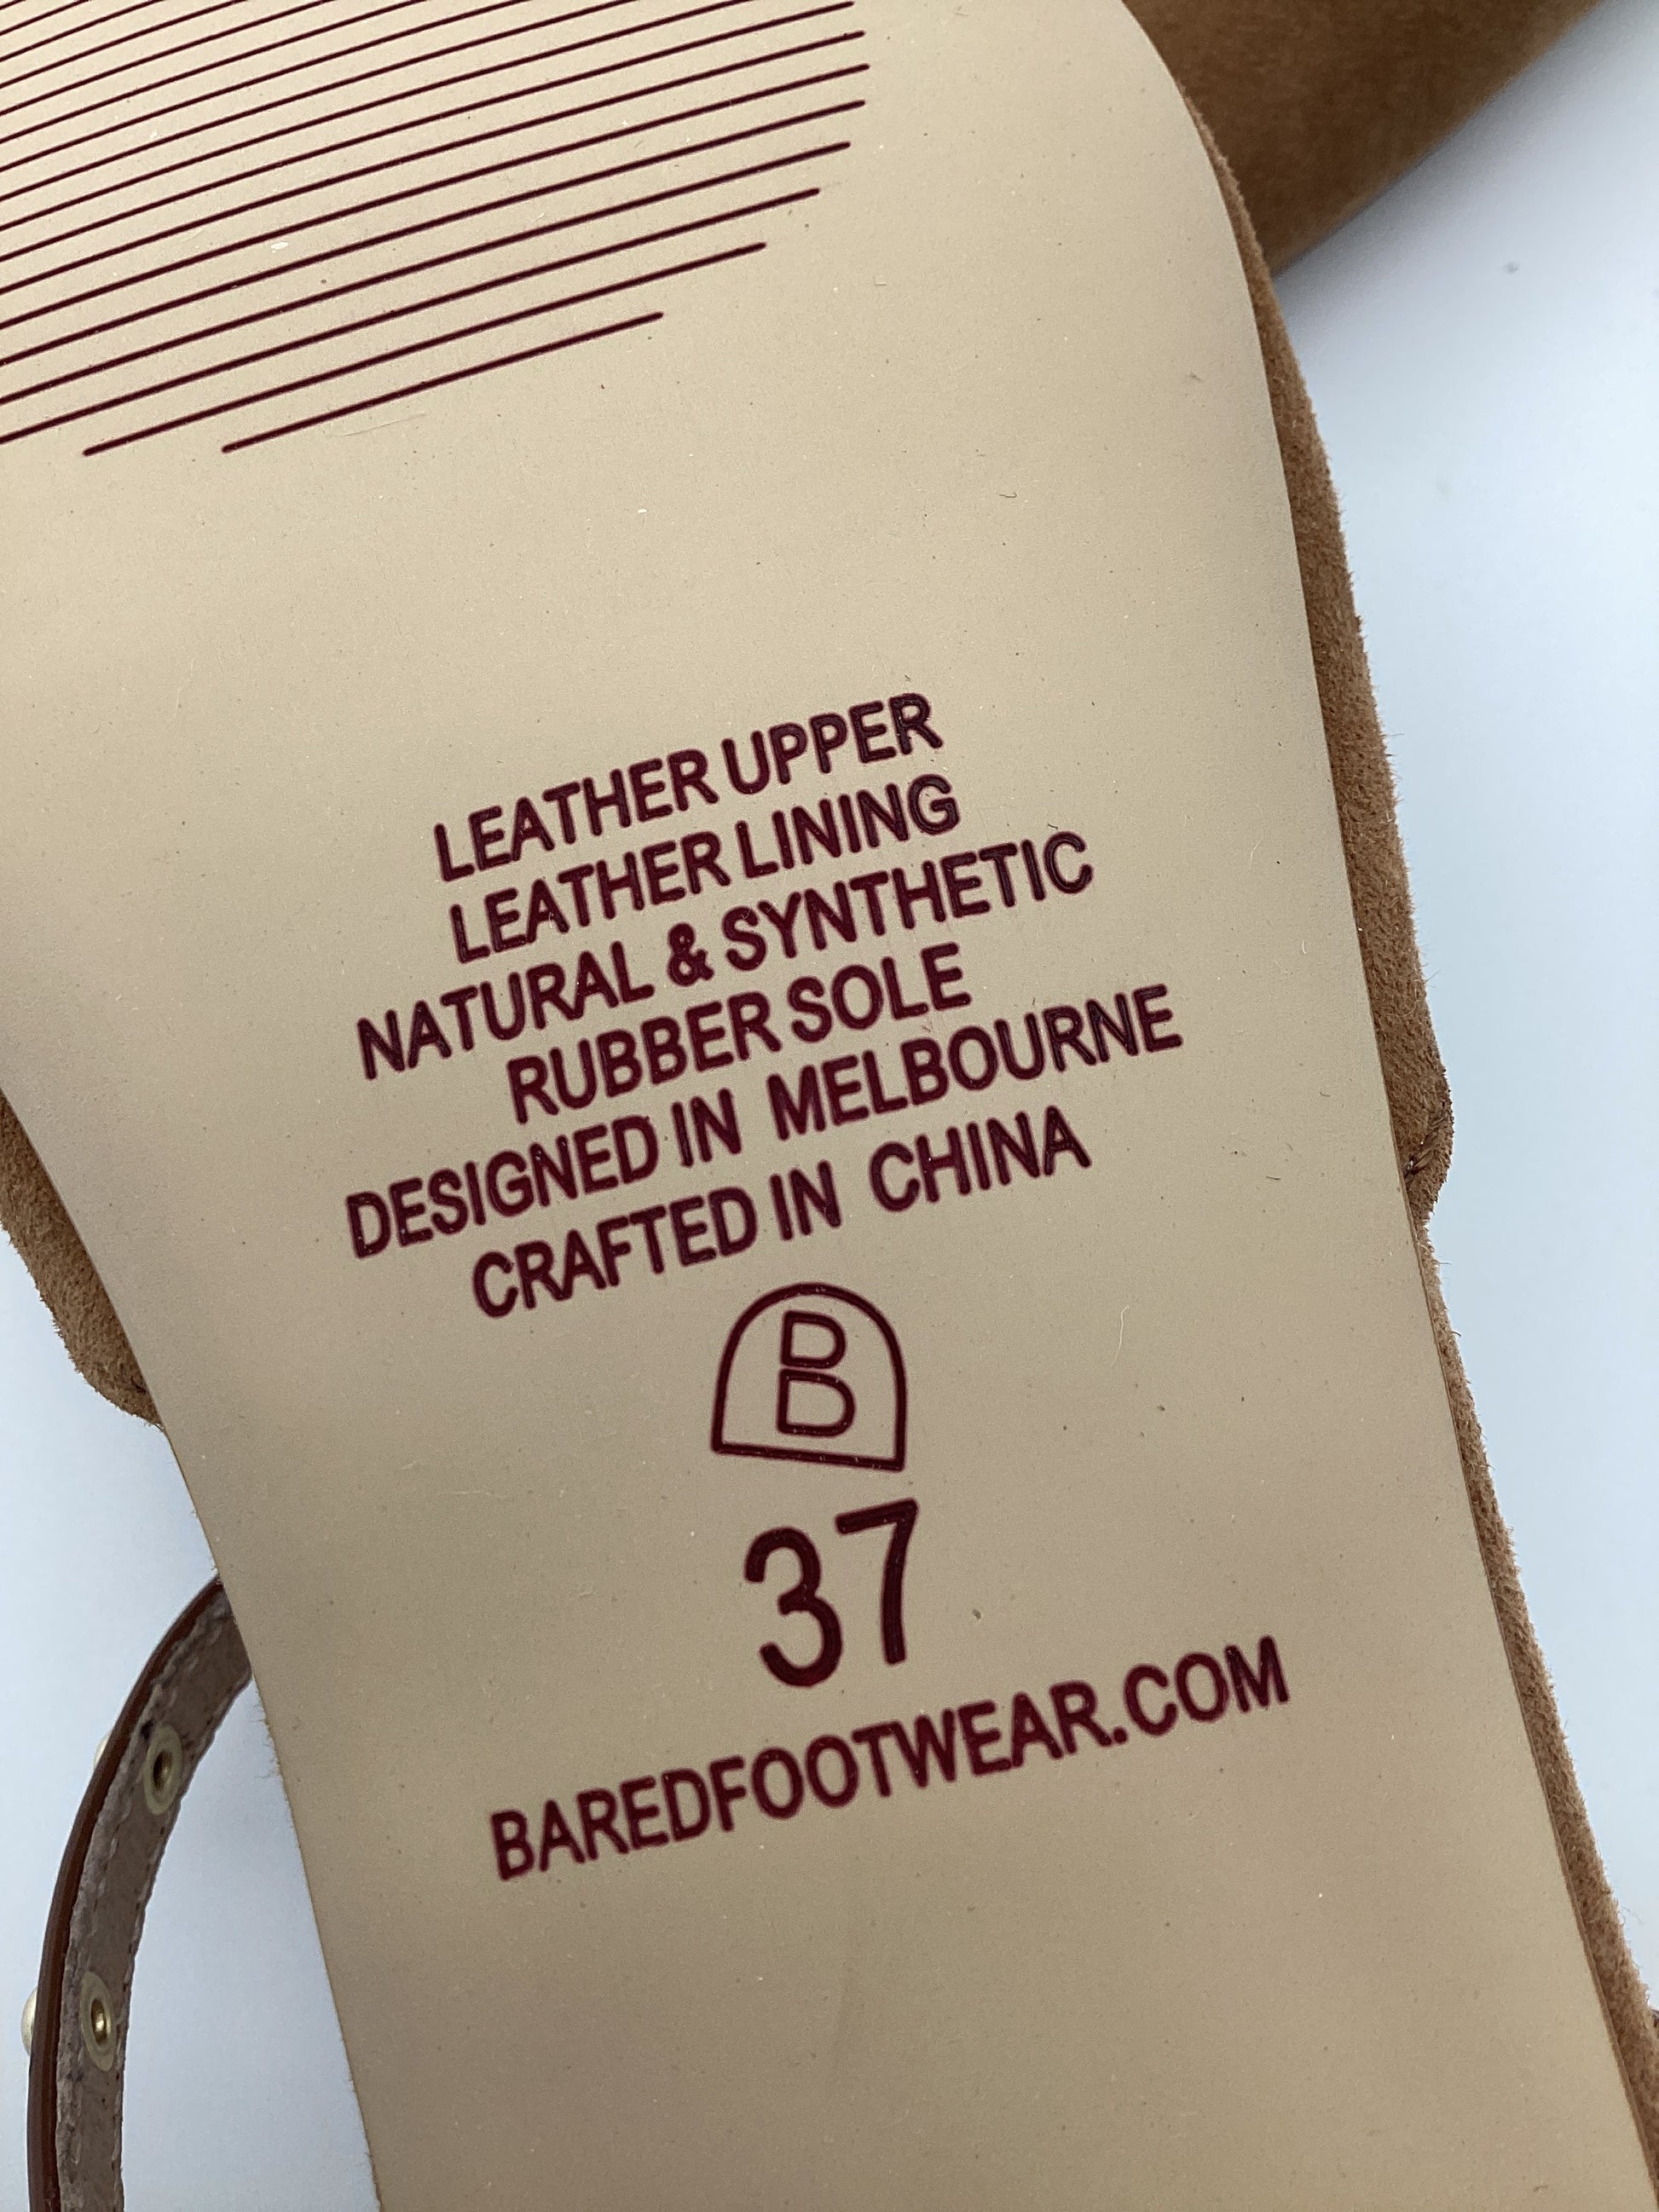 LEATHER UPPER
LEATHER LINING
NATURAL & SYNTHETIC
RUBBER SOLE
DESIGNED IN MELBOURNE
CRAFTED IN CHINA
B
37
BAREDFOOTWEAR.COM